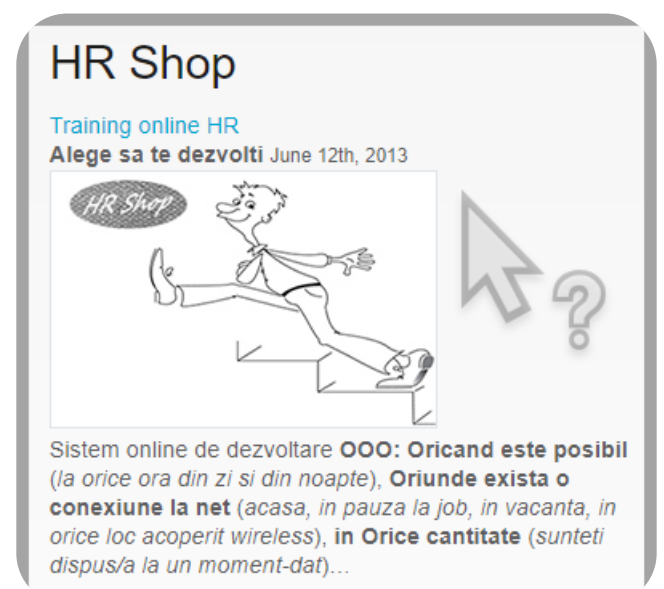 HR Shop
Training online HR
Alege sa te dezvolti June 12th, 2013
HR Shop
?
Sistem online de dezvoltare OOO: Oricand este posibil
(la orice ora din zi si din noapte), Oriunde exista o
conexiune la net (acasa, in pauza la job, in vacanta, in
orice loc acoperit wireless), in Orice cantitate (sunteti
dispus/a la un moment-dat)...